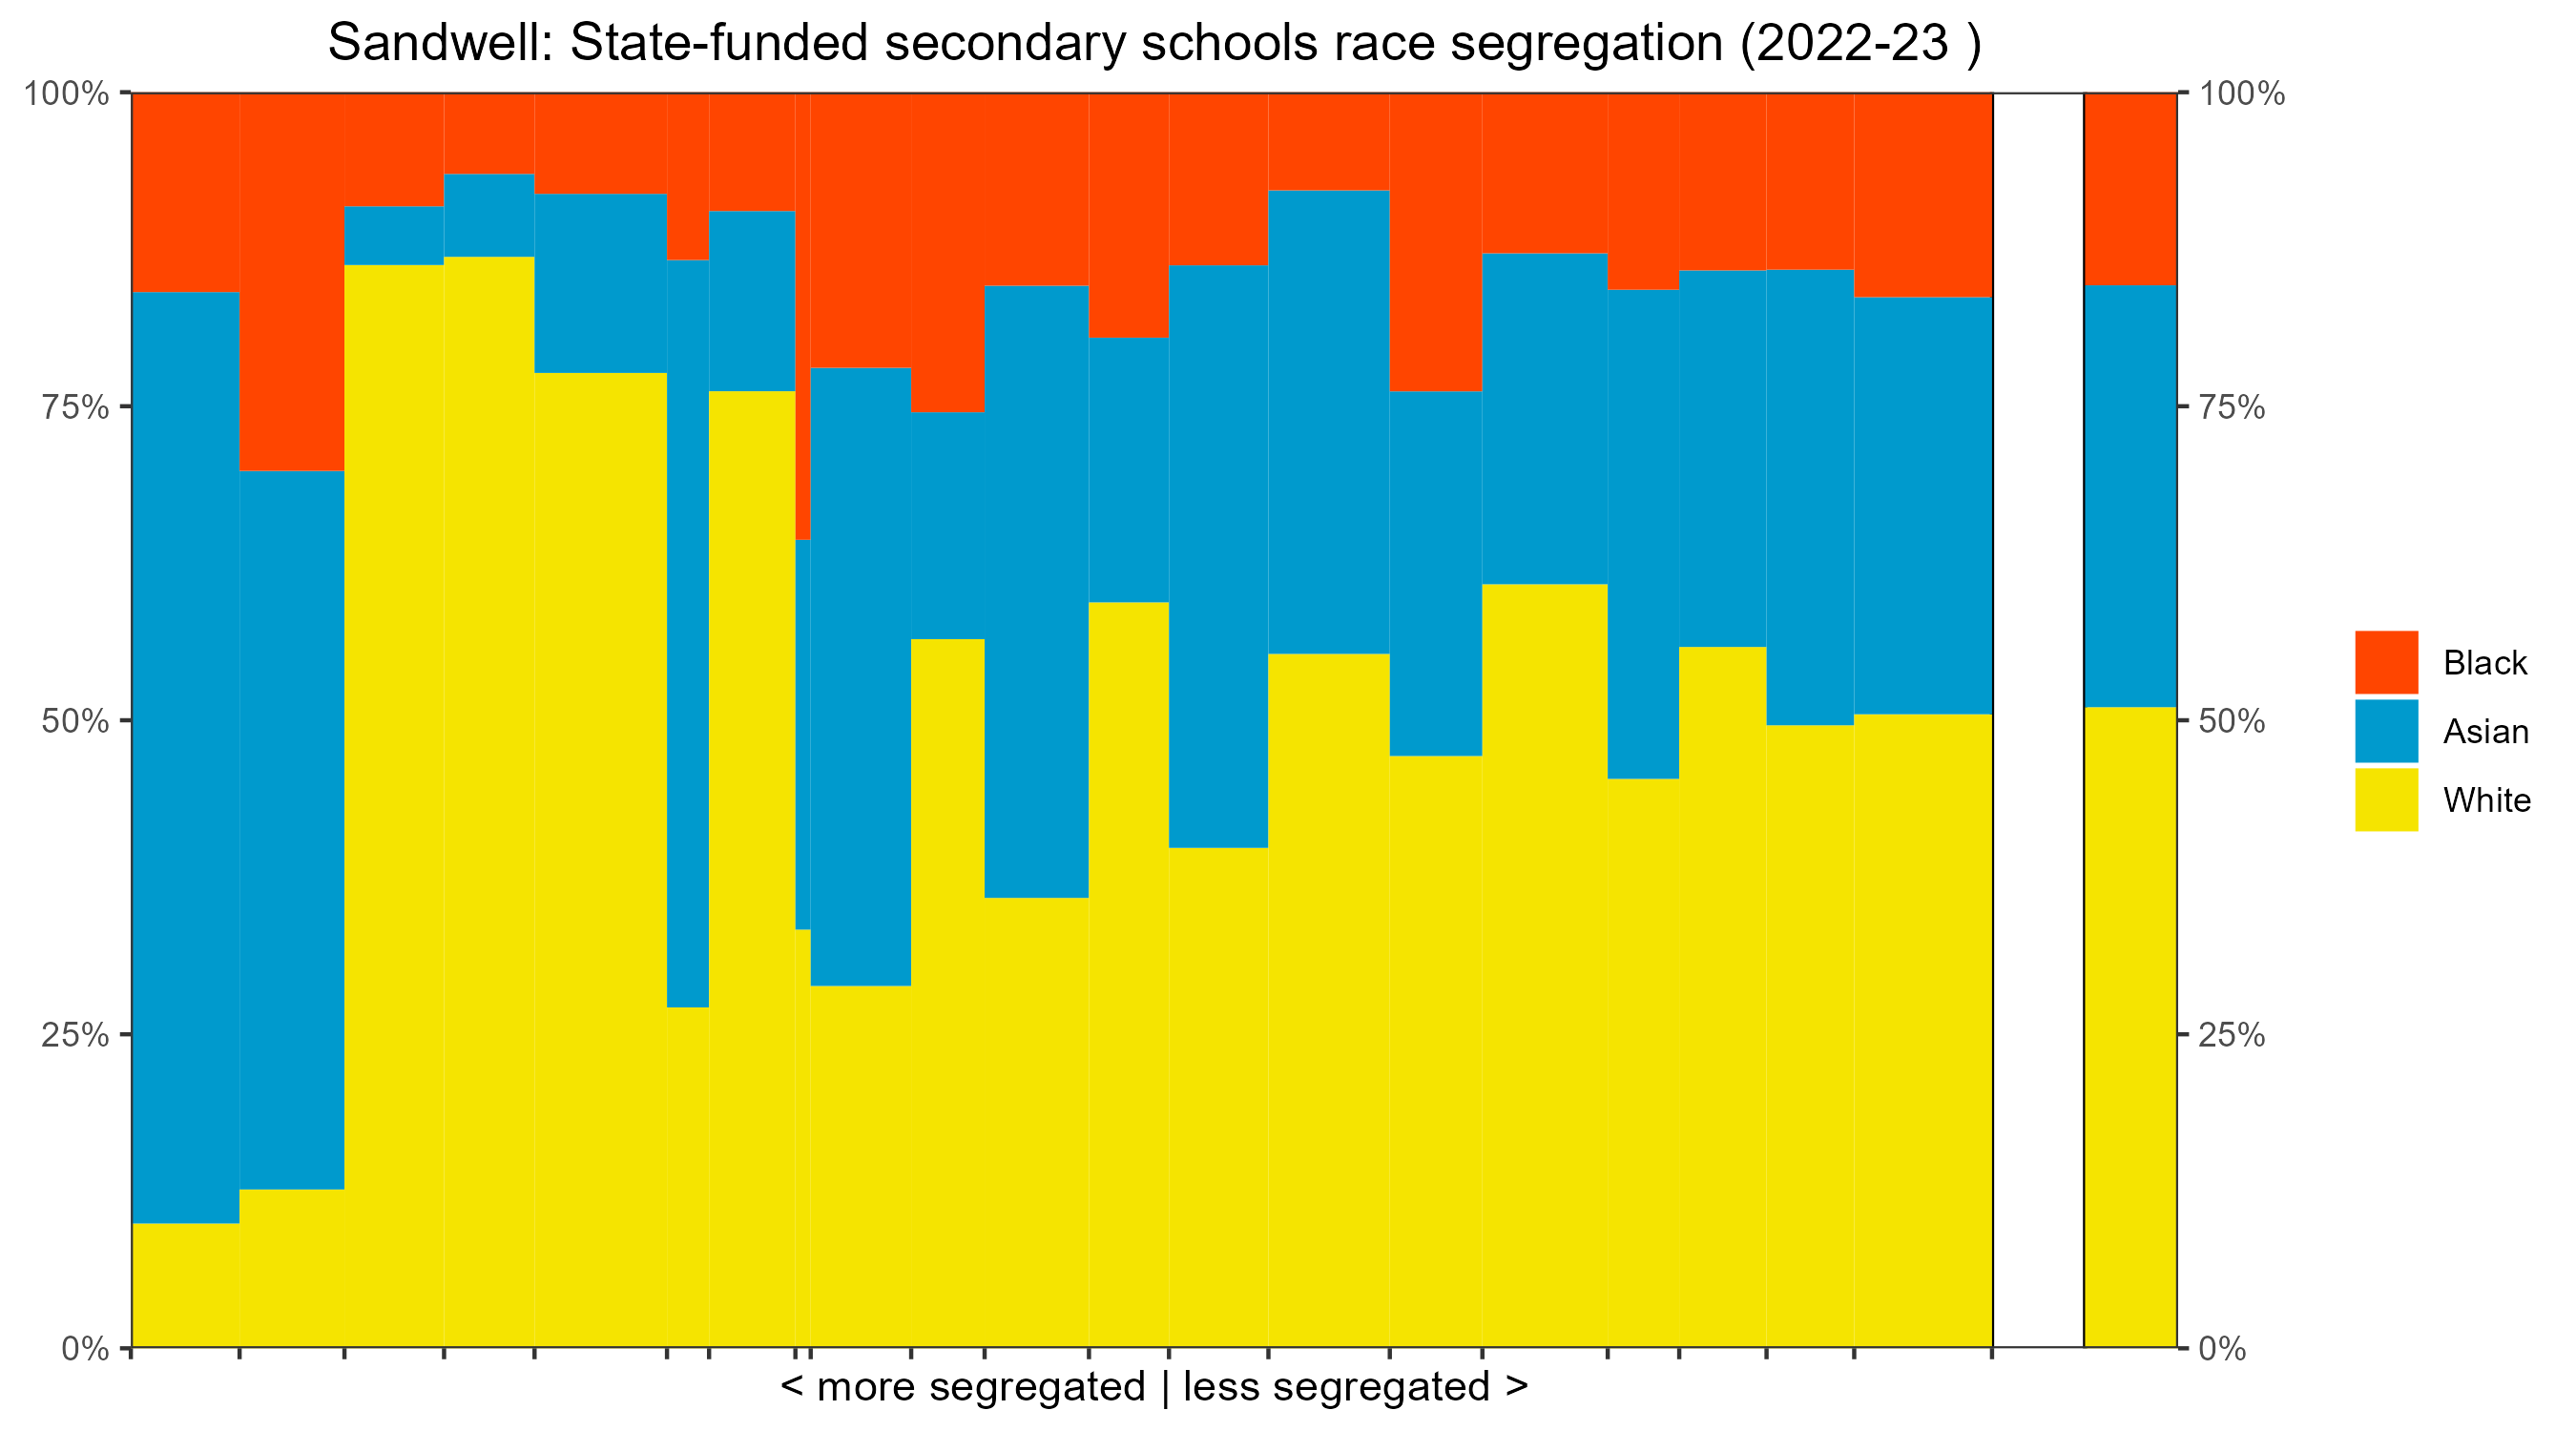 Sandwell: State-funded secondary schools race segregation (2022-23 )
100%
100%
75%
75%
50%
50%
25%
25%
0%
0%
Black
Asian
White
< more segregated | less segregated >